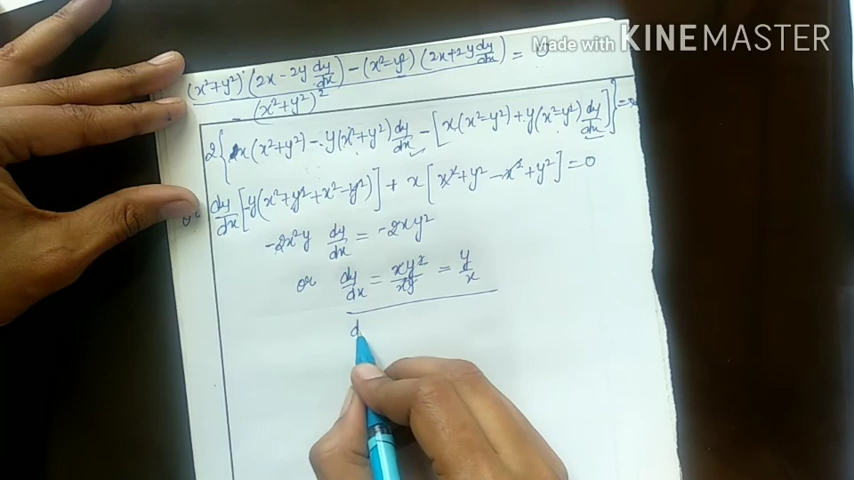 Made with KINEMASTER
(x²+y²)(2x-2y dy/dx)-(x²-y²)(2x+2y dy/dx) = 0
(x²+y²)²
2{x(x²+y²)-y(x²+y²)dy/dx-[x(x²-y²)+y(x²-y²)dy/dx]}=
or dy/dx[-y(x²+y²+x²-y²)]+x[x²+y²-x²+y²]=0
-2x²y dy/dx = -2xy²
or dy/dx = xy²/x²y = y/x
d